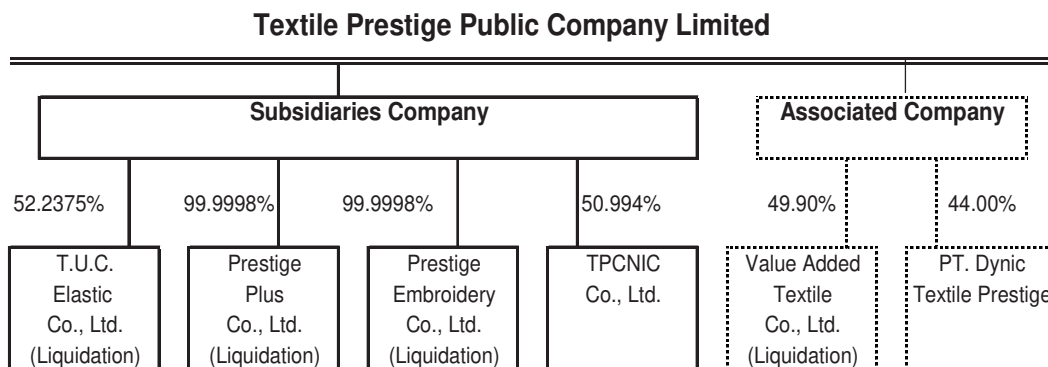 Textile Prestige Public Company Limited
Subsidiaries Company
Associated Company
52.2375%
99.9998%
99.9998%
50.994%
49.90%
44.00%
T.U.C.
Elastic
Co., Ltd.
(Liquidation)
Prestige
Plus
Co., Ltd.
(Liquidation)
Prestige
Embroidery
Co., Ltd.
(Liquidation)
TPCNIC
Co., Ltd.
Value Added
Textile
Co., Ltd.
(Liquidation)
PT. Dynic
Textile Prestige